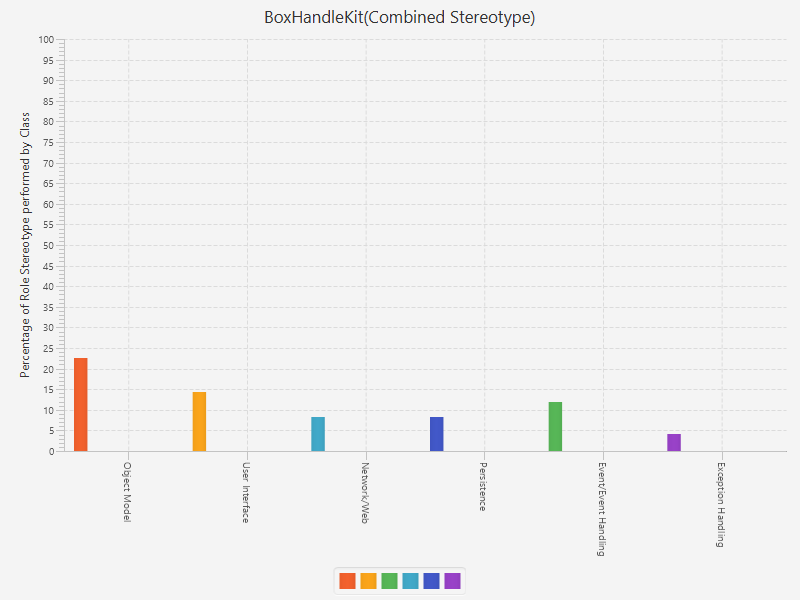 BoxHandleKit(Combined Stereotype)
Percentage of Role Stereotype performed by Class
100
95
90
85
80
75
70
65
60
55
50
45
40
35
30
25
20
15
10
5
0
Object Model
User Interface
Network/Web
Persistence
Event/Event Handling
Exception Handling